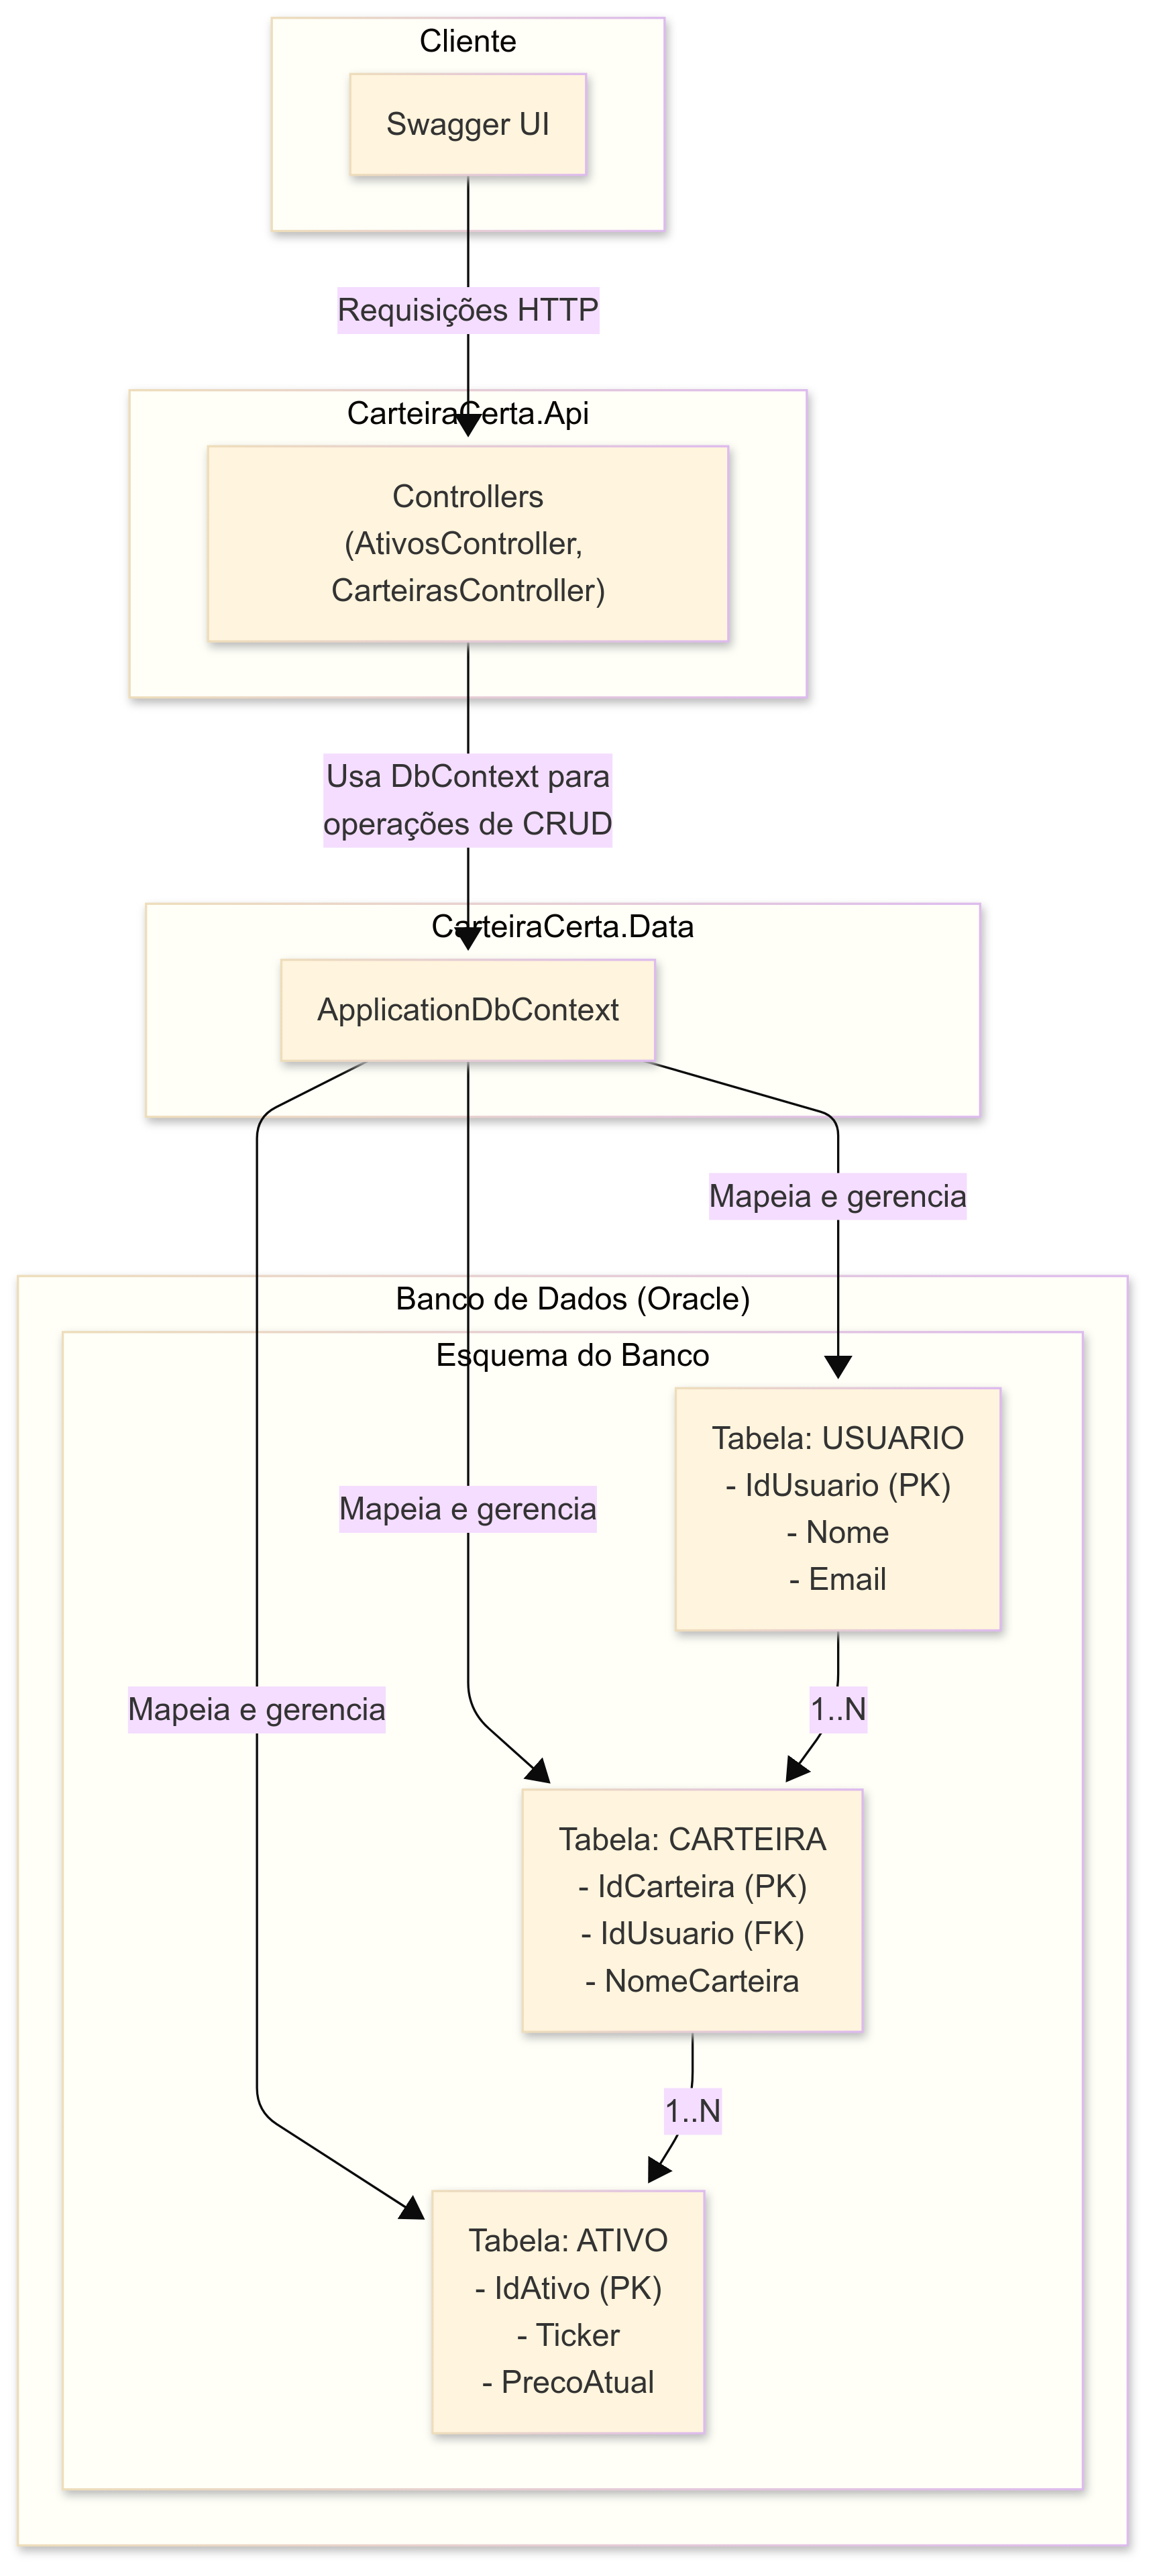 Cliente
Swagger UI
Requisições HTTP
CarteiraCerta.Api
Controllers
(AtivosController,
CarteirasController)
Usa DbContext para
operações de CRUD
CarteiraCerta.Data
ApplicationDbContext
Mapeia e gerencia
Banco de Dados (Oracle)
Esquema do Banco
Tabela: USUARIO
- IdUsuario (PK)
- Nome
- Email
Mapeia e gerencia
Mapeia e gerencia
1..N
Tabela: CARTEIRA
- IdCarteira (PK)
- IdUsuario (FK)
- NomeCarteira
1..N
Tabela: ATIVO
- IdAtivo (PK)
- Ticker
- PrecoAtual